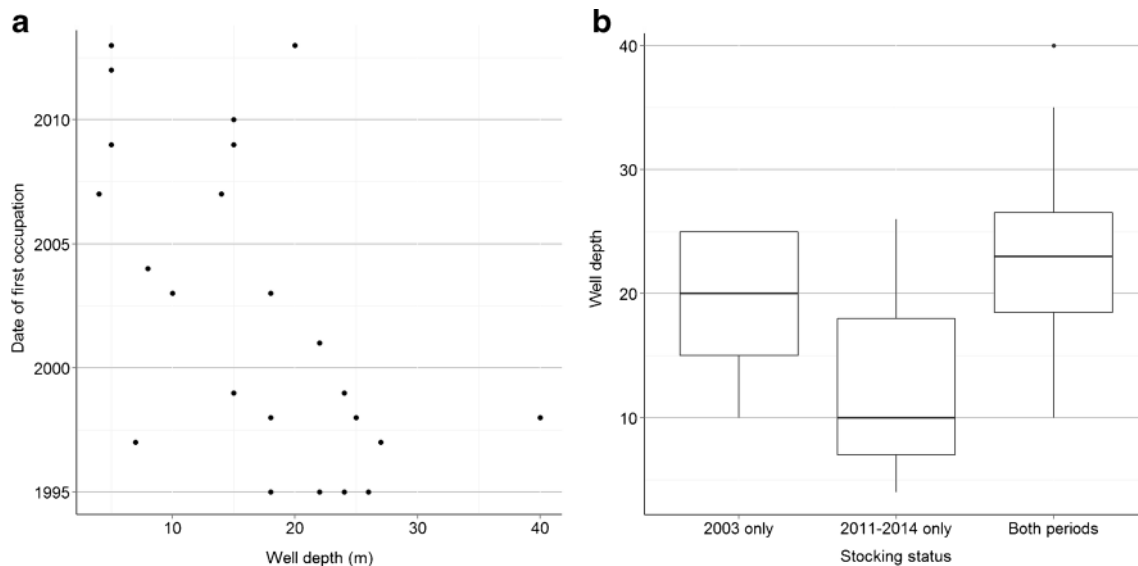 a
Date of first occupation
2010
2005
2000
1995
10 20 30 40
Well depth (m)
b
Well depth
40
30
20
10
2003 only 2011-2014 only Both periods
Stocking status